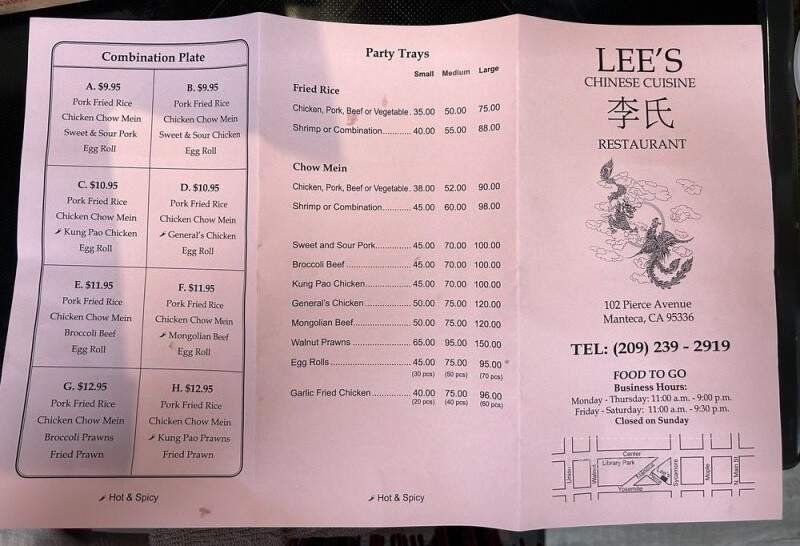 Combination Plate
A. $9.95
Pork Fried Rice
Chicken Chow Mein
Sweet & Sour Pork
Egg Roll
B. $9.95
Pork Fried Rice
Chicken Chow Mein
Sweet & Sour Chicken
Egg Roll
C. $10.95
Pork Fried Rice
Chicken Chow Mein
Kung Pao Chicken
Egg Roll
D. $10.95
Pork Fried Rice
Chicken Chow Mein
General's Chicken
Egg Roll
E. $11.95
Pork Fried Rice
Chicken Chow Mein
Broccoli Beef
Egg Roll
F. $11.95
Pork Fried Rice
Chicken Chow Mein
Mongolian Beef
Egg Roll
G. $12.95
Pork Fried Rice
Chicken Chow Mein
Broccoli Prawns
Fried Prawn
H. $12.95
Pork Fried Rice
Chicken Chow Mein
Kung Pao Prawns
Fried Prawn
Hot & Spicy
Party Trays
Small Medium Large
Fried Rice
Chicken, Pork, Beef or Vegetable. 35.00 50.00 75.00
Shrimp or Combination............ 40.00 55.00 88.00
Chow Mein
Chicken, Pork, Beef or Vegetable. 38.00 52.00 90.00
Shrimp or Combination............ 45.00 60.00 98.00
Sweet and Sour Pork............ 45.00 70.00 100.00
Broccoli Beef...................... 45.00 70.00 100.00
Kung Pao Chicken............... 45.00 70.00 100.00
General's Chicken............... 50.00 75.00 120.00
Mongolian Beef................... 50.00 75.00 120.00
Walnut Prawns................... 65.00 95.00 150.00
Egg Rolls........................... 45.00 75.00 95.00
(30 pcs) (50 pcs) (70 pcs)
Garlic Fried Chicken............ 40.00 75.00 96.00
(20 pcs) (40 pcs) (60 pcs)
Hot & Spicy
LEE'S
CHINESE CUISINE
李氏
RESTAURANT
102 Pierce Avenue
Manteca, CA 95336
TEL: (209) 239 - 2919
FOOD TO GO
Business Hours:
Monday - Thursday: 11:00 a.m. - 9:00 p.m.
Friday - Saturday: 11:00 a.m. - 9:30 p.m.
Closed on Sunday
Center
Library Park
Union
Walnut
Lee's
Sycamore
Maple
N. Main St.
Yosemite